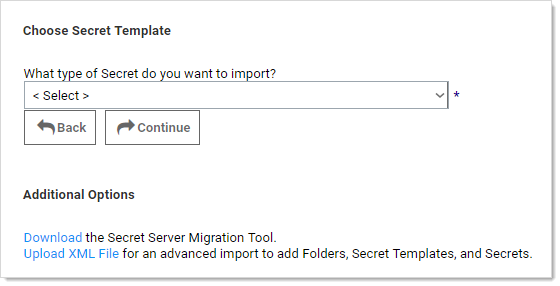 Choose Secret Template
What type of Secret do you want to import?
< Select > *
Back Continue
Additional Options
Download the Secret Server Migration Tool.
Upload XML File for an advanced import to add Folders, Secret Templates, and Secrets.